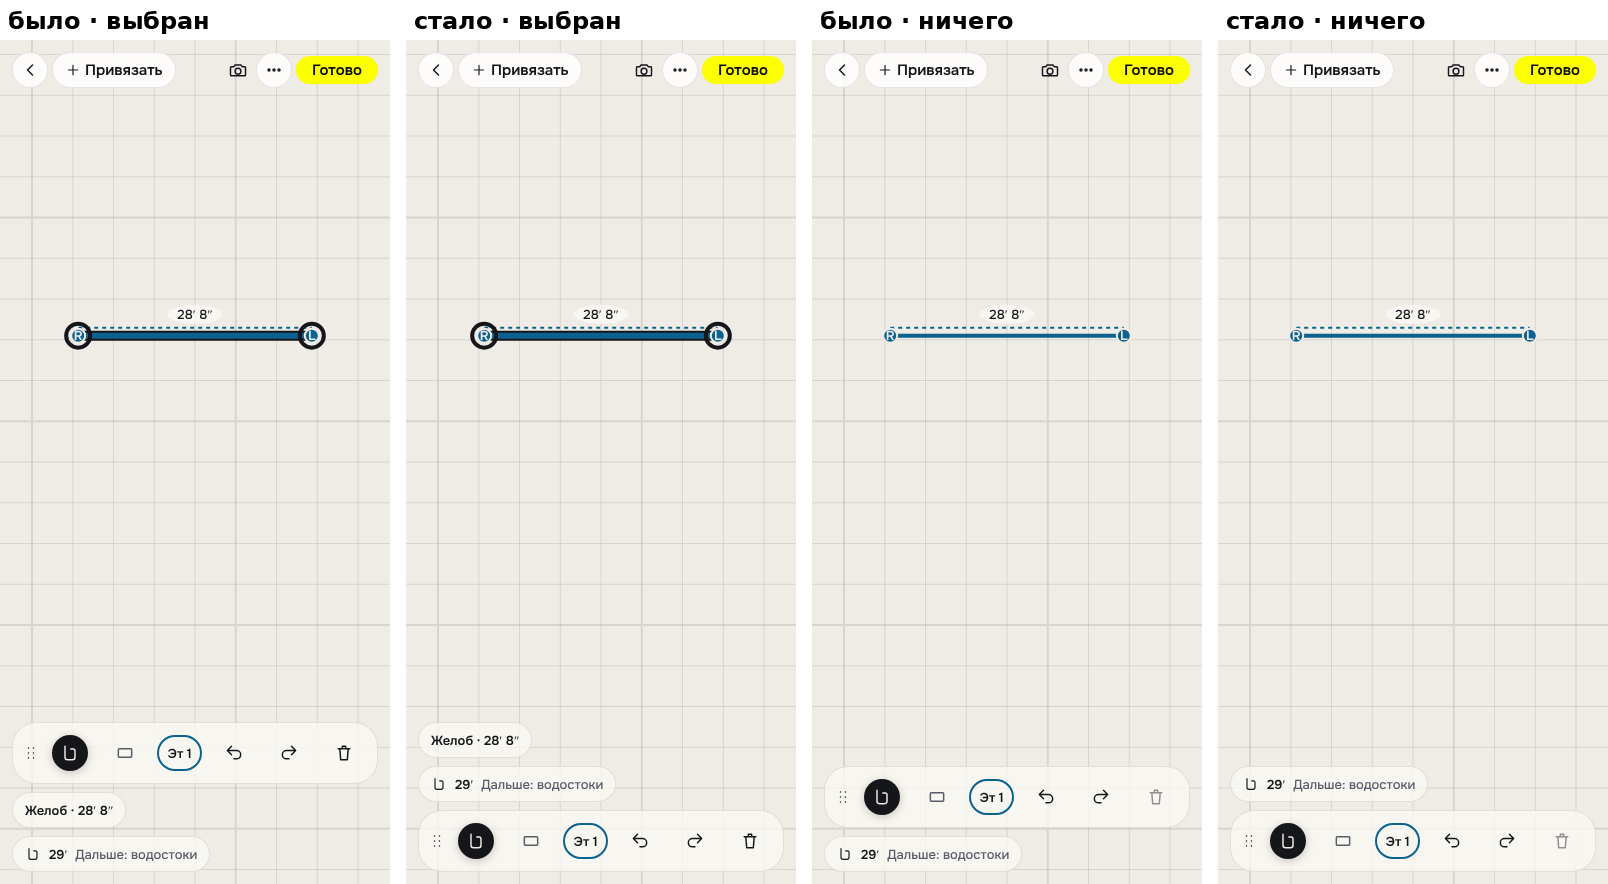 было · выбран
стало · выбран
было · ничего
стало · ничего
+ Привязать
Готово
+ Привязать
Готово
+ Привязать
Готово
+ Привязать
Готово
28′ 8″
28′ 8″
28′ 8″
28′ 8″
R L
R L
R L
R L
Эт 1
Желоб · 28′ 8″
29′ Дальше: водостоки
Желоб · 28′ 8″
29′ Дальше: водостоки
Эт 1
Эт 1
29′ Дальше: водостоки
29′ Дальше: водостоки
Эт 1